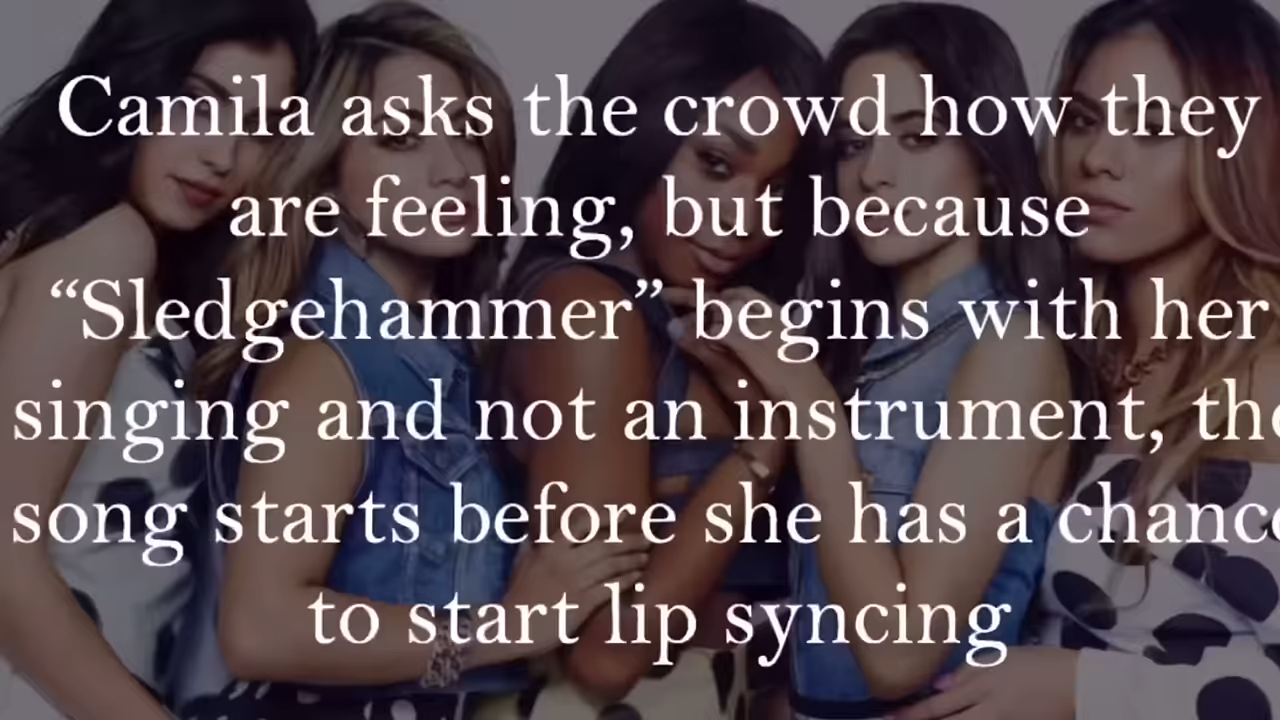 Camila asks the crowd how they
are feeling, but because
“Sledgehammer” begins with her
singing and not an instrument, the
song starts before she has a chance
to start lip syncing